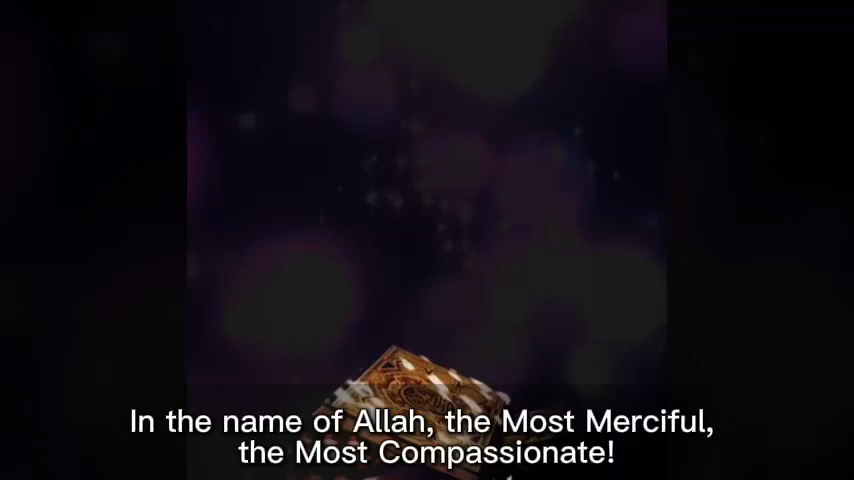 In the name of Allah, the Most Merciful,
the Most Compassionate!